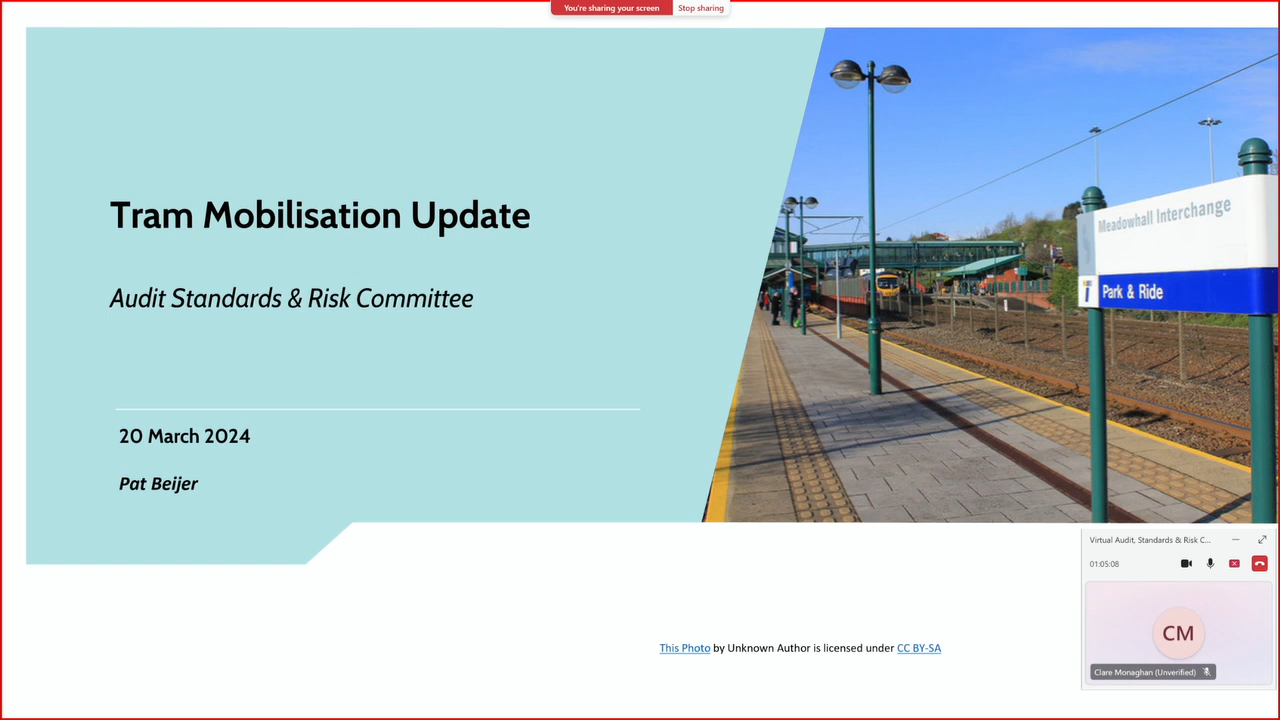 You're sharing your screen Stop sharing
Tram Mobilisation Update
Audit Standards & Risk Committee
20 March 2024
Pat Beijer
Meadowhall Interchange
i Park & Ride
This Photo by Unknown Author is licensed under CC BY-SA
Virtual Audit, Standards & Risk C...
01:05:08
CM
Clare Monaghan (Unverified)